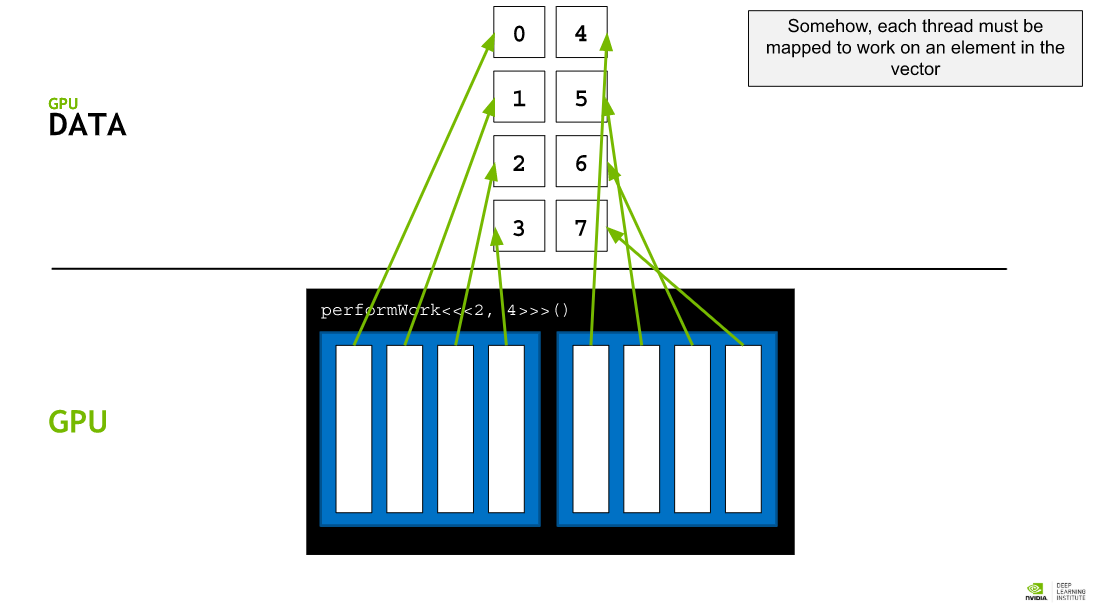 Somehow, each thread must be
mapped to work on an element in the
vector
GPU
DATA
0 4
1 5
2 6
3 7
performWork<<<2, 4>>>()
GPU
NVIDIA.
DEEP
LEARNING
INSTITUTE